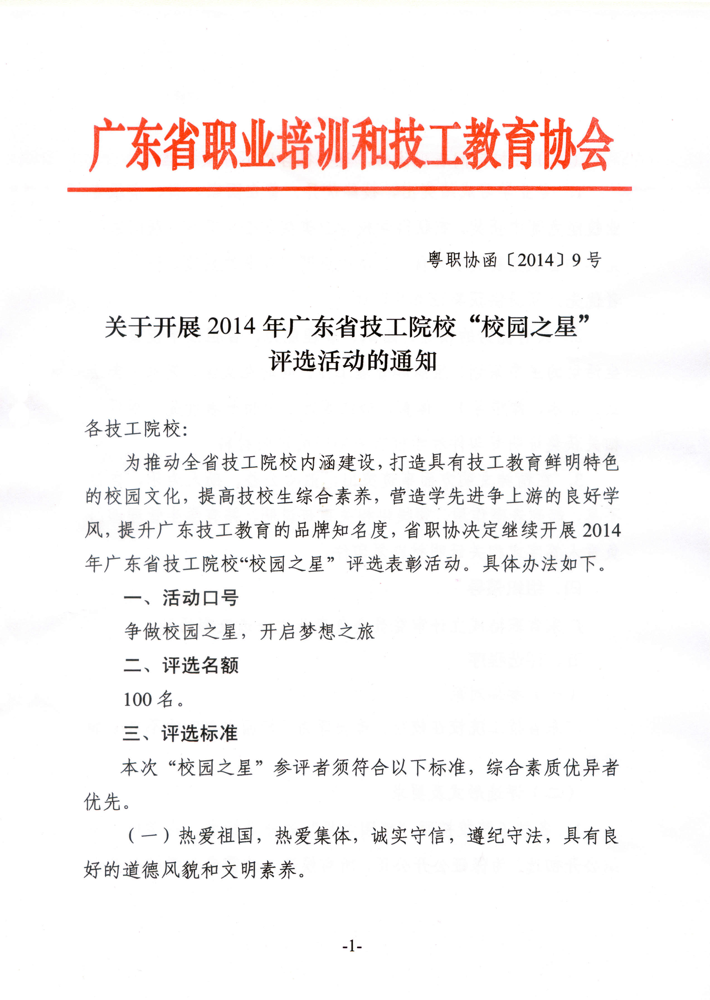 广东省职业培训和技工教育协会
粤职协函〔2014〕9号
关于开展 2014 年广东省技工院校“校园之星”
评选活动的通知
各技工院校:
为推动全省技工院校内涵建设,打造具有技工教育鲜明特色
的校园文化,提高技校生综合素养,营造学先进争上游的良好学
风,提升广东技工教育的品牌知名度,省职协决定继续开展 2014
年广东省技工院校“校园之星” 评选表彰活动。具体办法如下。
一、活动口号
争做校园之星，开启梦想之旅
二、评选名额
100 名。
三、评选标准
本次“校园之星”参评者须符合以下标准，综合素质优异者
优先。
（一）热爱祖国，热爱集体，诚实守信，遵纪守法，具有良
好的道德风貌和文明素养。
-1-